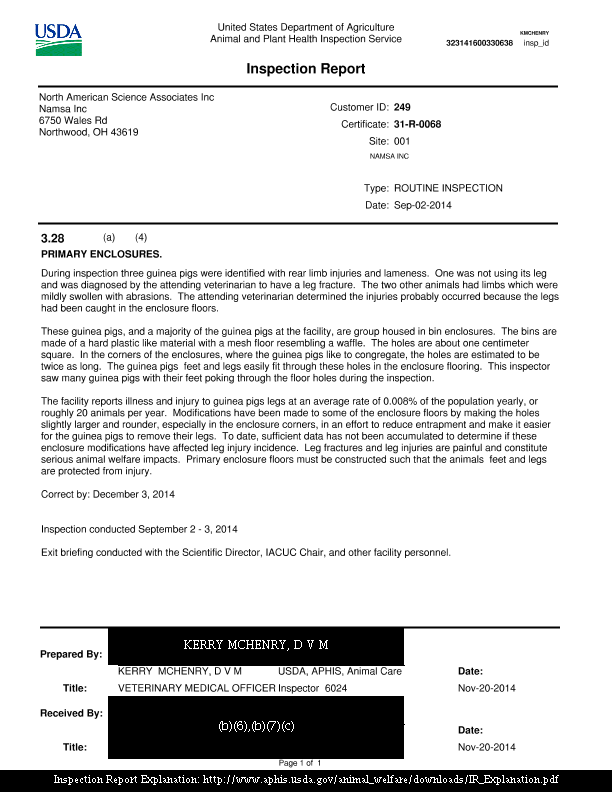 USDA
United States Department of Agriculture
Animal and Plant Health Inspection Service
KMCHENRY
323141600330638 insp_id
Inspection Report
North American Science Associates Inc
Namsa Inc
6750 Wales Rd
Northwood, OH 43619
Customer ID: 249
Certificate: 31-R-0068
Site: 001
NAMSA INC
Type: ROUTINE INSPECTION
Date: Sep-02-2014
3.28 (a) (4)
PRIMARY ENCLOSURES.
During inspection three guinea pigs were identified with rear limb injuries and lameness. One was not using its leg
and was diagnosed by the attending veterinarian to have a leg fracture. The two other animals had limbs which were
mildly swollen with abrasions. The attending veterinarian determined the injuries probably occurred because the legs
had been caught in the enclosure floors.
These guinea pigs, and a majority of the guinea pigs at the facility, are group housed in bin enclosures. The bins are
made of a hard plastic like material with a mesh floor resembling a waffle. The holes are about one centimeter
square. In the corners of the enclosures, where the guinea pigs like to congregate, the holes are estimated to be
twice as long. The guinea pigs feet and legs easily fit through these holes in the enclosure flooring. This inspector
saw many guinea pigs with their feet poking through the floor holes during the inspection.
The facility reports illness and injury to guinea pigs legs at an average rate of 0.008% of the population yearly, or
roughly 20 animals per year. Modifications have been made to some of the enclosure floors by making the holes
slightly larger and rounder, especially in the enclosure corners, in an effort to reduce entrapment and make it easier
for the guinea pigs to remove their legs. To date, sufficient data has not been accumulated to determine if these
enclosure modifications have affected leg injury incidence. Leg fractures and leg injuries are painful and constitute
serious animal welfare impacts. Primary enclosure floors must be constructed such that the animals feet and legs
are protected from injury.
Correct by: December 3, 2014
Inspection conducted September 2 - 3, 2014
Exit briefing conducted with the Scientific Director, IACUC Chair, and other facility personnel.
KERRY MCHENRY, D V M
Prepared By:
KERRY MCHENRY, D V M USDA, APHIS, Animal Care Date:
Title: VETERINARY MEDICAL OFFICER Inspector 6024 Nov-20-2014
Received By:
(b)(6),(b)(7)(c)
Date:
Title: Nov-20-2014
Page 1 of 1
Inspection Report Explanation: http://www.aphis.usda.gov/animal_welfare/downloads/IR_Explanation.pdf